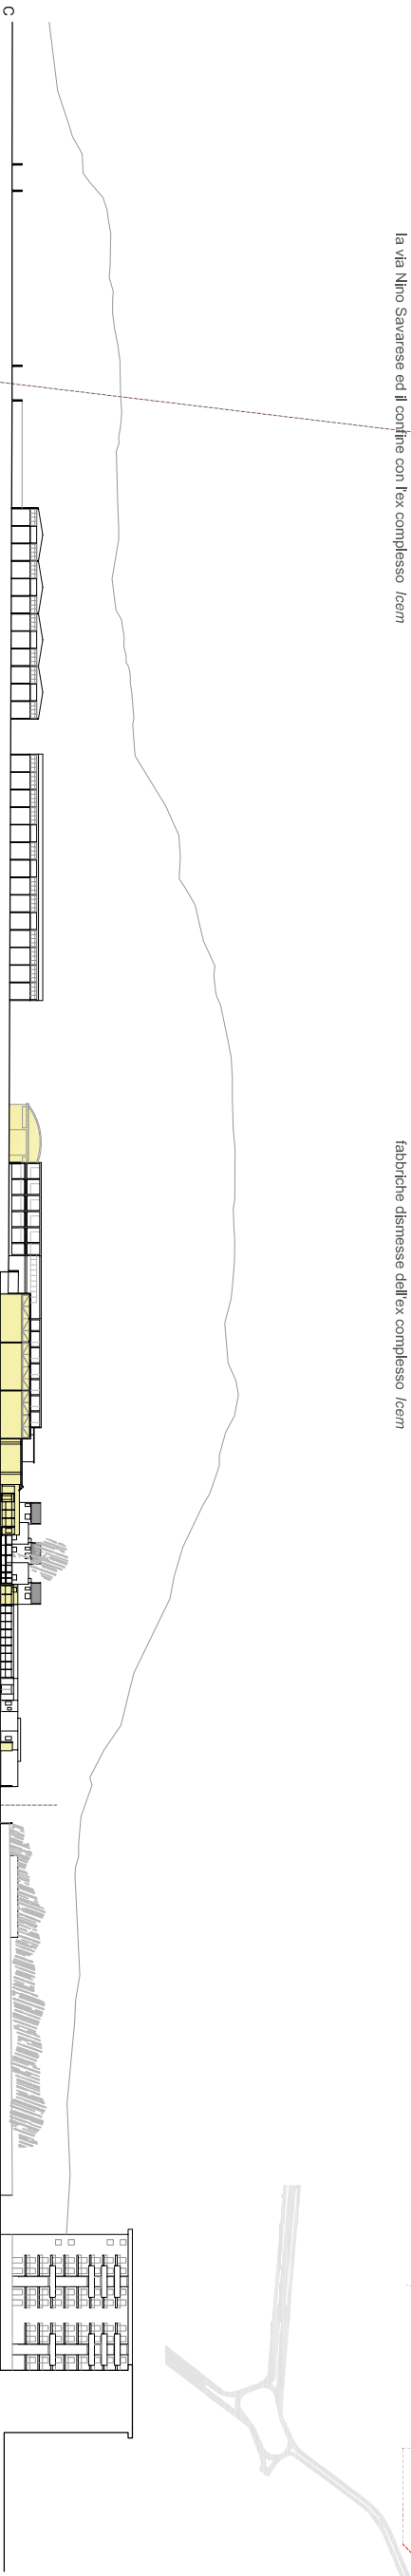 C
la via Nino Savarese ed il confine con l'ex complesso Icem
fabbriche dismesse dell'ex complesso Icem